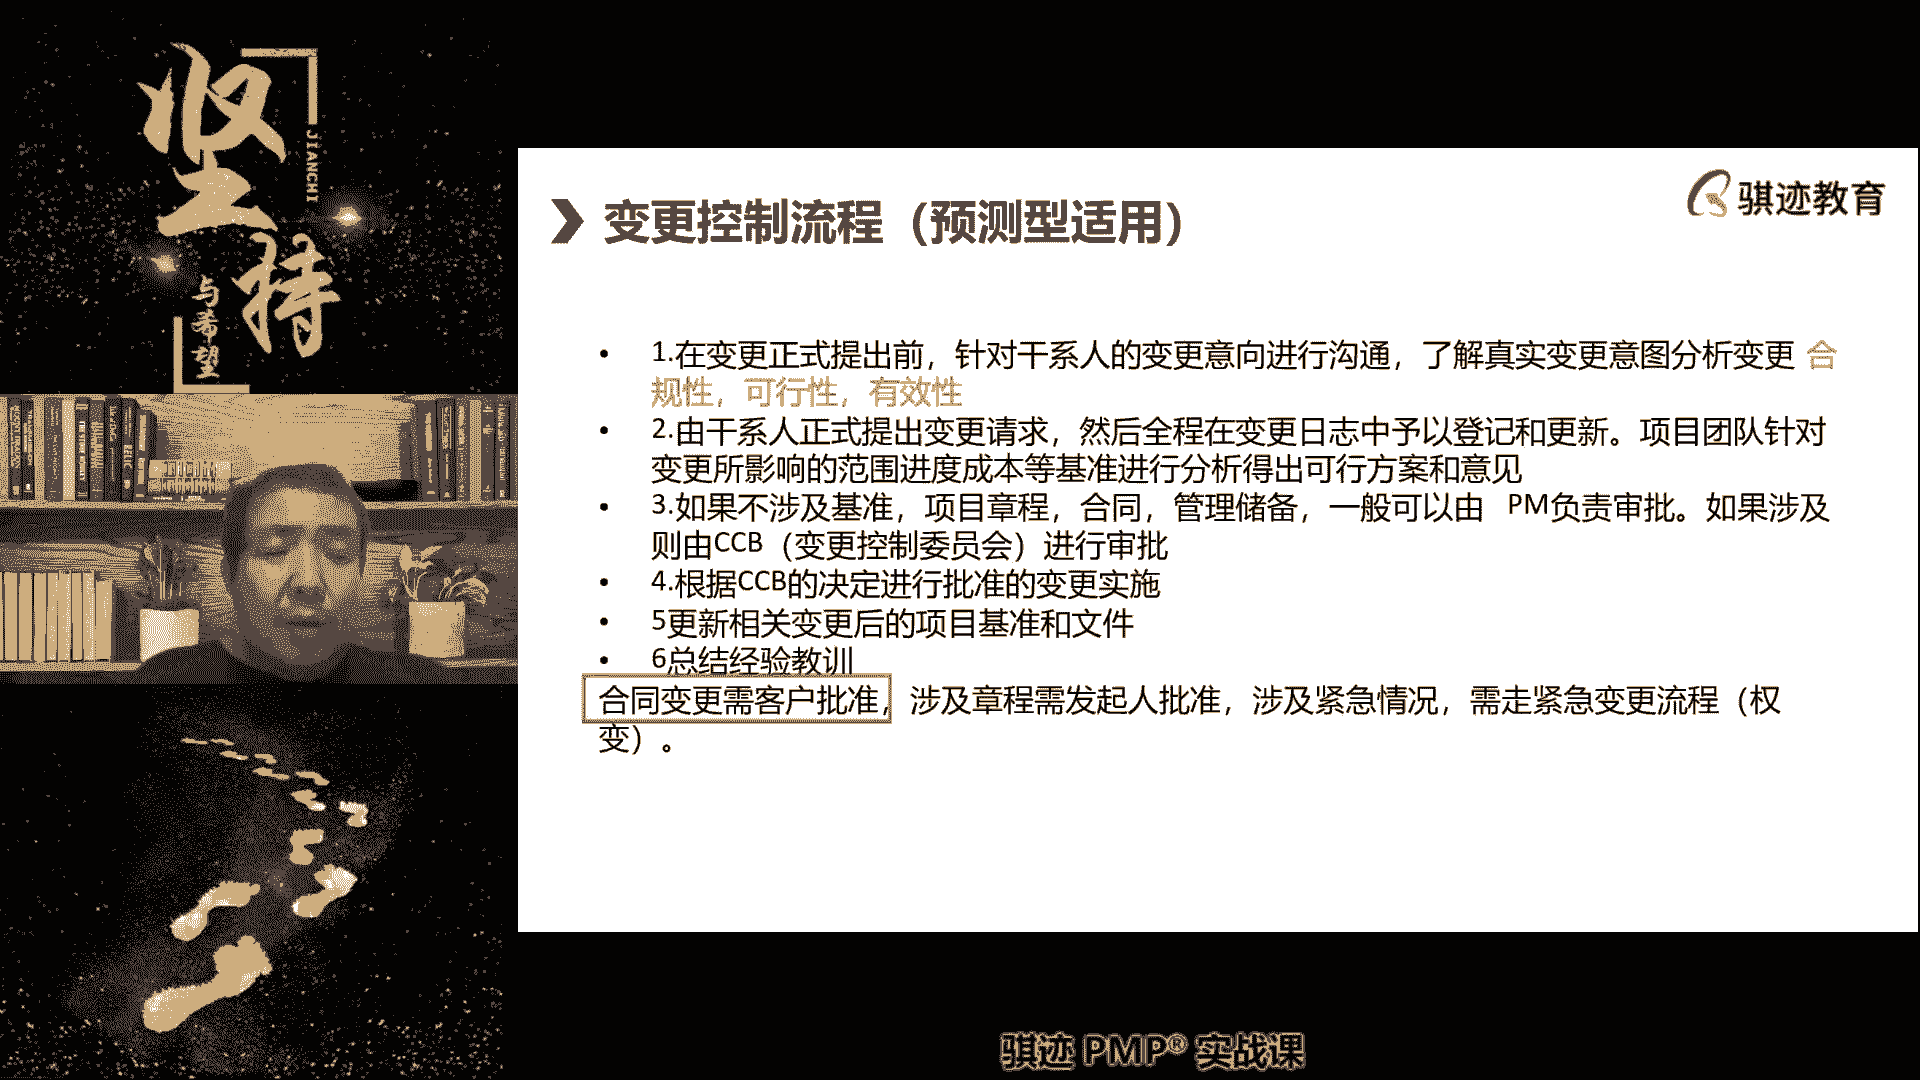 坚持
JIANCHI
与希望
骐迹教育
变更控制流程（预测型适用）
• 1.在变更正式提出前，针对干系人的变更意向进行沟通，了解真实变更意图分析变更 合
规性，可行性，有效性
• 2.由干系人正式提出变更请求，然后全程在变更日志中予以登记和更新。项目团队针对
变更所影响的范围进度成本等基准进行分析得出可行方案和意见
• 3.如果不涉及基准，项目章程，合同，管理储备，一般可以由 PM负责审批。如果涉及
则由CCB（变更控制委员会）进行审批
• 4.根据CCB的决定进行批准的变更实施
• 5更新相关变更后的项目基准和文件
• 6总结经验教训
合同变更需客户批准，涉及章程需发起人批准，涉及紧急情况，需走紧急变更流程（权
变）。
骐迹 PMP® 实战课